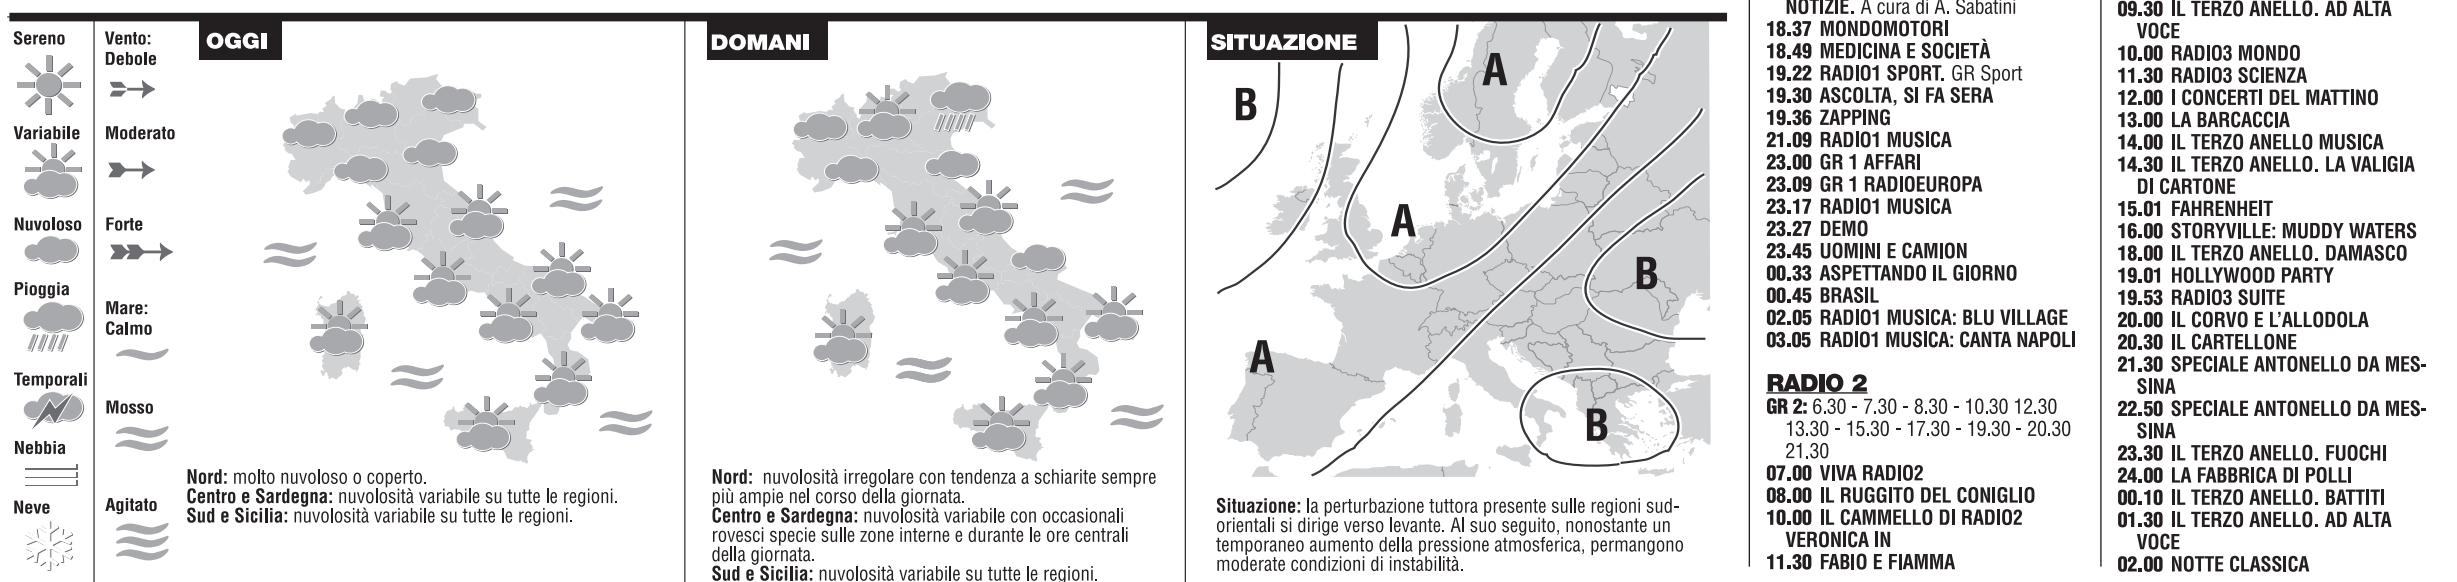 Sereno
Variabile
Nuvoloso
Pioggia
Temporali
Nebbia
Neve
Vento:
Debole
Moderato
Forte
Mare:
Calmo
Mosso
Agitato
OGGI
Nord: molto nuvoloso o coperto.
Centro e Sardegna: nuvolosità variabile su tutte le regioni.
Sud e Sicilia: nuvolosità variabile su tutte le regioni.
DOMANI
Nord: nuvolosità irregolare con tendenza a schiarite sempre
più ampie nel corso della giornata.
Centro e Sardegna: nuvolosità variabile con occasionali
rovesci specie sulle zone interne e durante le ore centrali
della giornata.
Sud e Sicilia: nuvolosità variabile su tutte le regioni.
SITUAZIONE
A
B
A
B
A
B
Situazione: la perturbazione tuttora presente sulle regioni sud-
orientali si dirige verso levante. Al suo seguito, nonostante un
temporaneo aumento della pressione atmosferica, permangono
moderate condizioni di instabilità.
NOTIZIE. A cura di A. Sabatini
18.37 MONDOMOTORI
18.49 MEDICINA E SOCIETÀ
19.22 RADIO1 SPORT. GR Sport
19.30 ASCOLTA, SI FA SERA
19.36 ZAPPING
21.09 RADIO1 MUSICA
23.00 GR 1 AFFARI
23.09 GR 1 RADIOEUROPA
23.17 RADIO1 MUSICA
23.27 DEMO
23.45 UOMINI E CAMION
00.33 ASPETTANDO IL GIORNO
00.45 BRASIL
02.05 RADIO1 MUSICA: BLU VILLAGE
03.05 RADIO1 MUSICA: CANTA NAPOLI
RADIO 2
GR 2: 6.30 - 7.30 - 8.30 - 10.30 12.30
13.30 - 15.30 - 17.30 - 19.30 - 20.30
21.30
07.00 VIVA RADIO2
08.00 IL RUGGITO DEL CONIGLIO
10.00 IL CAMMELLO DI RADIO2
VERONICA IN
11.30 FABIO E FIAMMA
09.30 IL TERZO ANELLO. AD ALTA
VOCE
10.00 RADIO3 MONDO
11.30 RADIO3 SCIENZA
12.00 I CONCERTI DEL MATTINO
13.00 LA BARCACCIA
14.00 IL TERZO ANELLO MUSICA
14.30 IL TERZO ANELLO. LA VALIGIA
DI CARTONE
15.01 FAHRENHEIT
16.00 STORYVILLE: MUDDY WATERS
18.00 IL TERZO ANELLO. DAMASCO
19.01 HOLLYWOOD PARTY
19.53 RADIO3 SUITE
20.00 IL CORVO E L'ALLODOLA
20.30 IL CARTELLONE
21.30 SPECIALE ANTONELLO DA MES-
SINA
22.50 SPECIALE ANTONELLO DA MES-
SINA
23.30 IL TERZO ANELLO. FUOCHI
24.00 LA FABBRICA DI POLLI
00.10 IL TERZO ANELLO. BATTITI
01.30 IL TERZO ANELLO. AD ALTA
VOCE
02.00 NOTTE CLASSICA